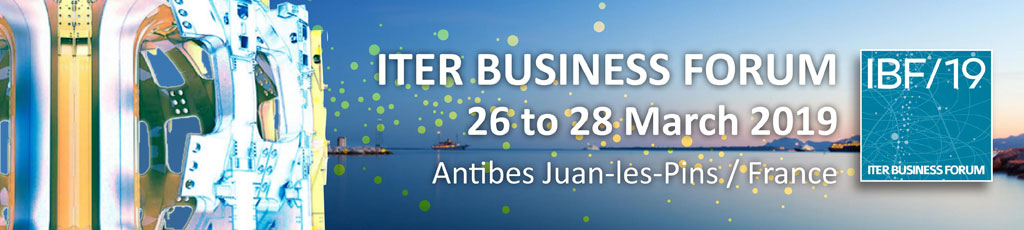 ITER BUSINESS FORUM
26 to 28 March 2019
Antibes Juan-les-Pins / France
IBF/19
ITER BUSINESS FORUM